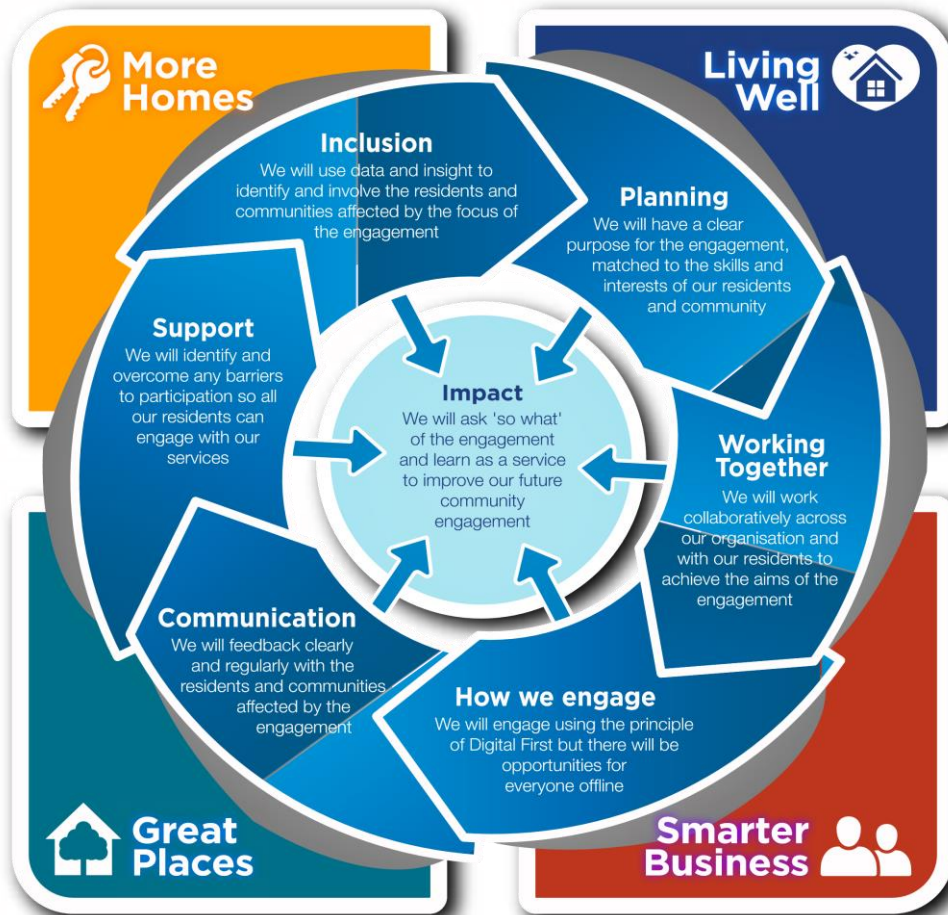 More
Homes
Living
Well
Inclusion
We will use data and insight to
identify and involve the residents and
communities affected by the focus of
the engagement
Planning
We will have a clear
purpose for the engagement,
matched to the skills and
interests of our residents
and community
Support
We will identify and
overcome any barriers
to participation so all
our residents can
engage with our
services
Impact
We will ask 'so what'
of the engagement
and learn as a service
to improve our future
community
engagement
Working
Together
We will work
collaboratively across
our organisation and
with our residents to
achieve the aims of the
engagement
Communication
We will feedback clearly
and regularly with the
residents and communities
affected by the
engagement
How we engage
We will engage using the principle
of Digital First but there will be
opportunities for
everyone offline
Great
Places
Smarter
Business